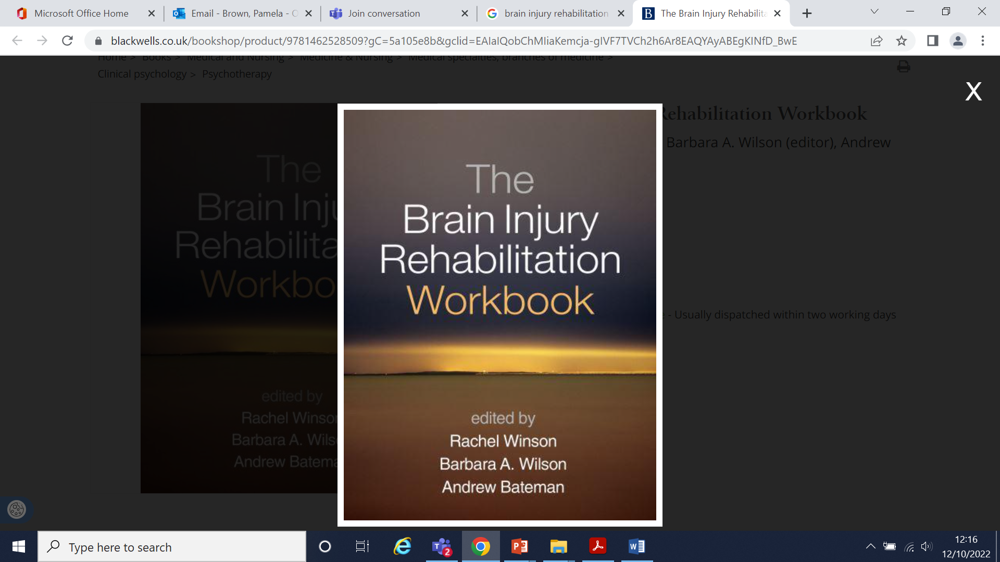 Microsoft Office Home
Email - Brown, Pamela - O
Join conversation
brain injury rehabilitation
The Brain Injury Rehabilita
blackwells.co.uk/bookshop/product/9781462528509?gC=5a105e8b&gclid=EAIaIQobChMIiaKemcja-gIVF7TVCh2h6Ar8EAQYAyABEgKINfD_BwE
Home > Books > Medical and Nursing > Medicine & Nursing > Medical specialties, branches of medicine >
Clinical psychology > Psychotherapy
X
Rehabilitation Workbook
Barbara A. Wilson (editor), Andrew
- Usually dispatched within two working days
The
Brain Inju
Rehabilita
Workbo
edited by
Rachel Winson
Barbara A. Wils
Andrew Batema
The
Brain Injury
Rehabilitation
Workbook
edited by
Rachel Winson
Barbara A. Wilson
Andrew Bateman
Type here to search
2
12:16
12/10/2022